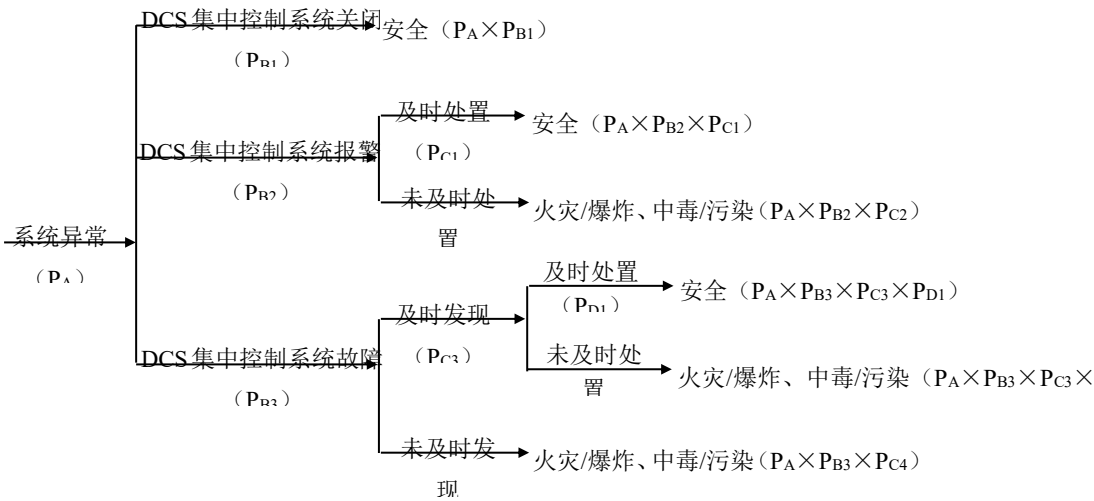 DCS集中控制系统关闭
安全（PA×PB1）
（PB1）
及时处置
安全（PA×PB2×PC1）
（PC1）
DCS集中控制系统报警
（PB2）
未及时处
置
火灾/爆炸、中毒/污染（PA×PB2×PC2）
系统异常
（PA）
及时处置
安全（PA×PB3×PC3×PD1）
（PD1）
及时发现
（PC3）
未及时处
置
火灾/爆炸、中毒/污染（PA×PB3×PC3×
DCS集中控制系统故障
（PB3）
未及时发
现
火灾/爆炸、中毒/污染（PA×PB3×PC4）